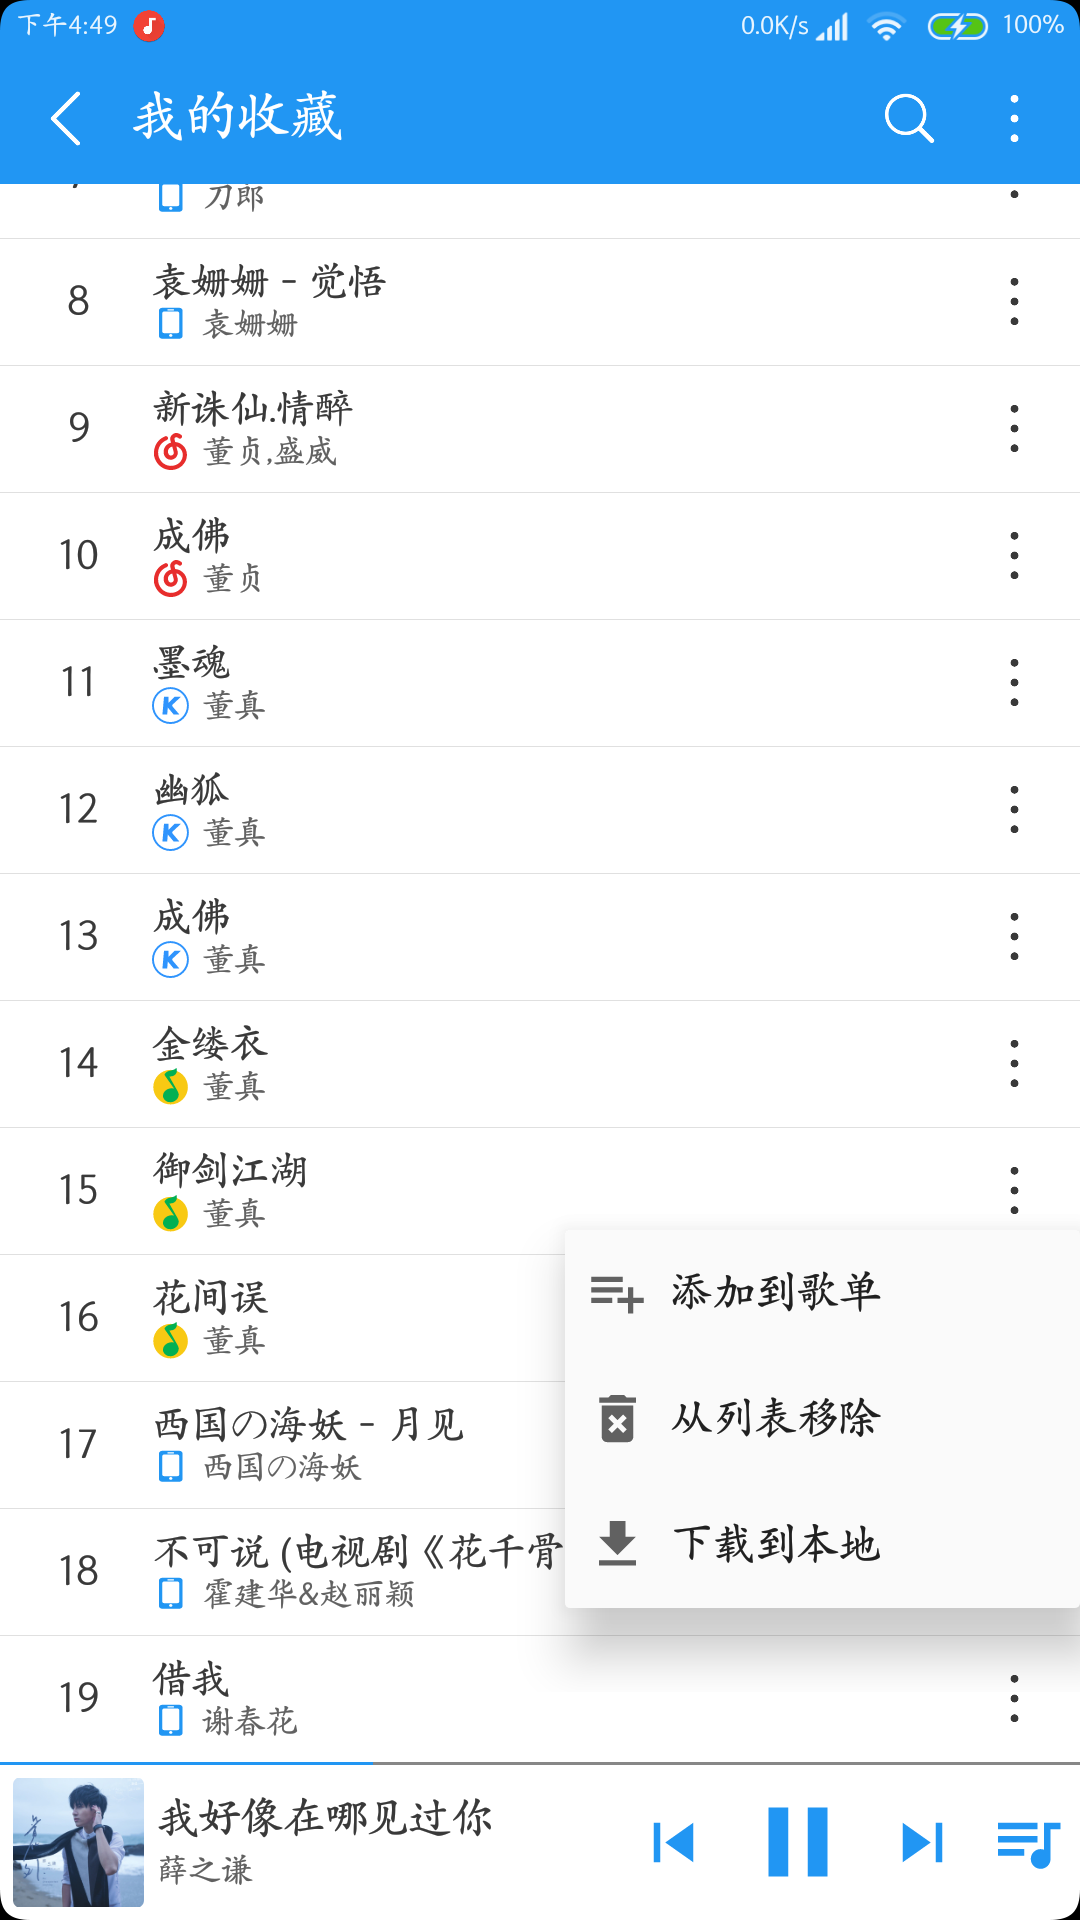 下午4:49 0.0K/s 100%
我的收藏
刀郎
8
袁姗姗 - 觉悟
袁姗姗
9
新诛仙.情醉
董贞,盛威
10
成佛
董贞
11
墨魂
董真
12
幽狐
董真
13
成佛
董真
14
金缕衣
董真
15
御剑江湖
董真
16
花间误
董真
17
西国の海妖 - 月见
西国の海妖
18
不可说 (电视剧《花千骨
霍建华&赵丽颖
19
借我
谢春花
添加到歌单
从列表移除
下载到本地
我好像在哪见过你
薛之谦